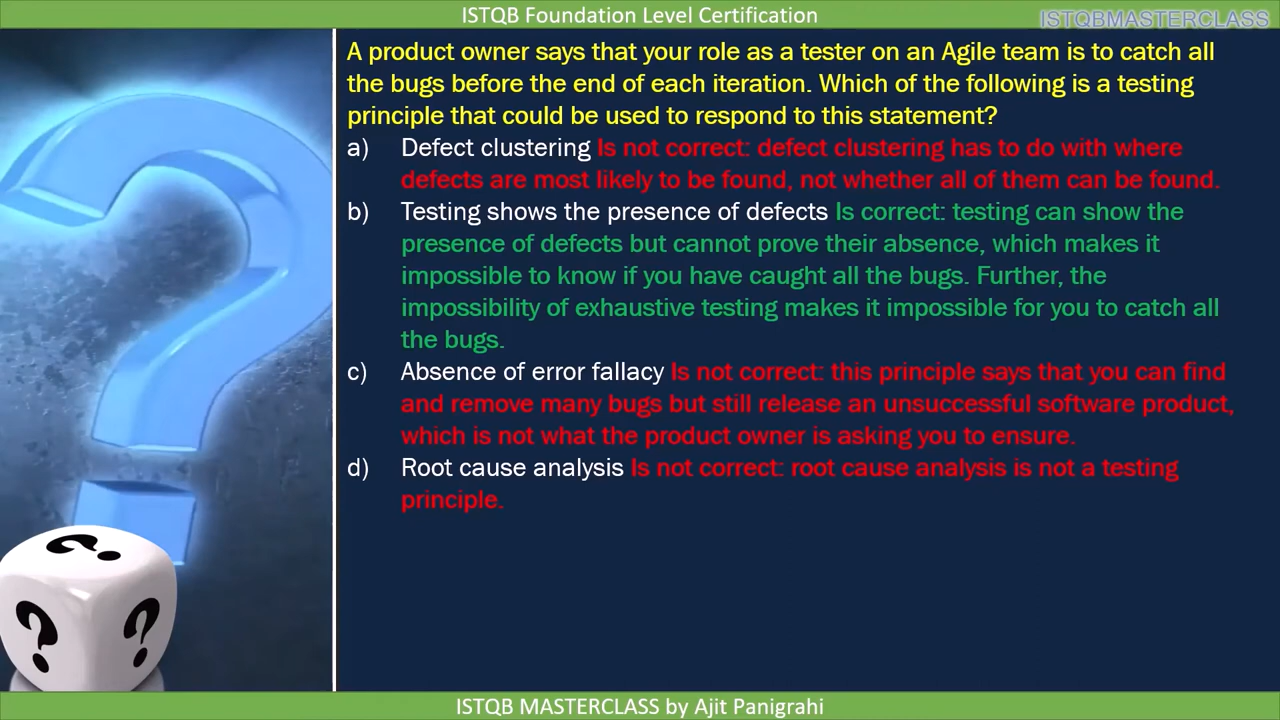 ISTQB Foundation Level Certification
ISTQBMASTERCLASS
A product owner says that your role as a tester on an Agile team is to catch all
the bugs before the end of each iteration. Which of the following is a testing
principle that could be used to respond to this statement?
a) Defect clustering Is not correct: defect clustering has to do with where
defects are most likely to be found, not whether all of them can be found.
b) Testing shows the presence of defects Is correct: testing can show the
presence of defects but cannot prove their absence, which makes it
impossible to know if you have caught all the bugs. Further, the
impossibility of exhaustive testing makes it impossible for you to catch all
the bugs.
c) Absence of error fallacy Is not correct: this principle says that you can find
and remove many bugs but still release an unsuccessful software product,
which is not what the product owner is asking you to ensure.
d) Root cause analysis Is not correct: root cause analysis is not a testing
principle.
? ? ?
ISTQB MASTERCLASS by Ajit Panigrahi